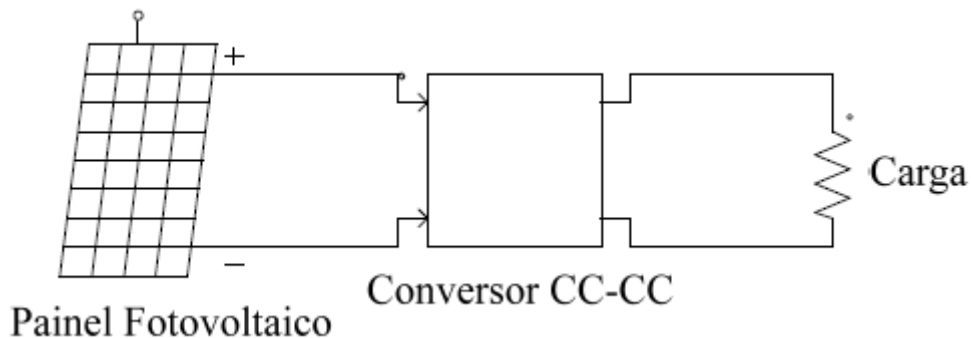 +
−
Carga
Conversor CC-CC
Painel Fotovoltaico